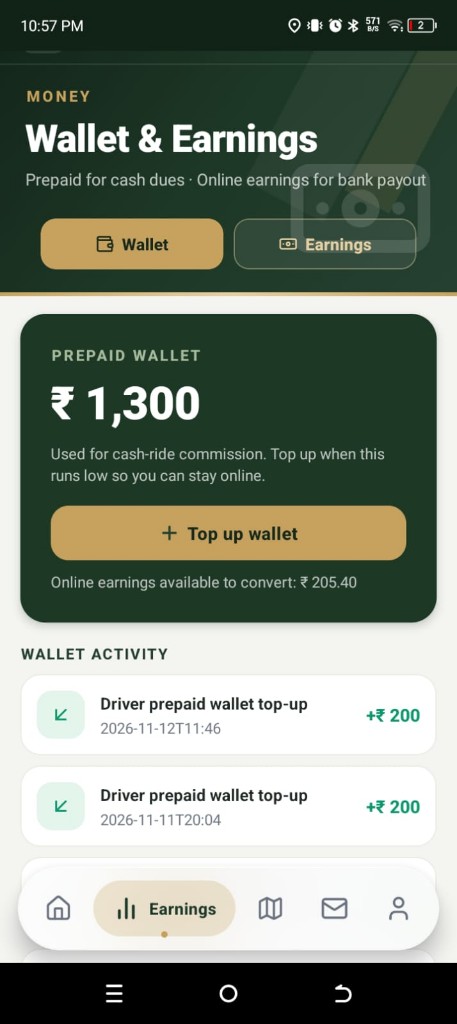 10:57 PM
571
B/S
2
MONEY
Wallet & Earnings
Prepaid for cash dues · Online earnings for bank payout
Wallet
Earnings
PREPAID WALLET
₹ 1,300
Used for cash-ride commission. Top up when this
runs low so you can stay online.
+ Top up wallet
Online earnings available to convert: ₹ 205.40
WALLET ACTIVITY
Driver prepaid wallet top-up
+₹ 200
2026-11-12T11:46
Driver prepaid wallet top-up
+₹ 200
2026-11-11T20:04
Earnings